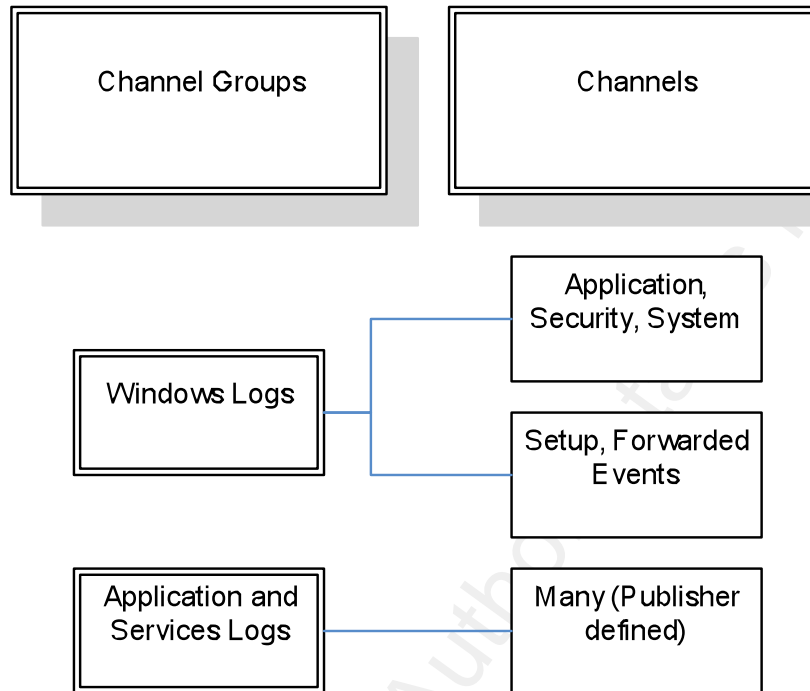 Channel Groups
Channels
Application,
Security, System
Windows Logs
Setup, Forwarded
Events
Application and
Services Logs
Many (Publisher
defined)